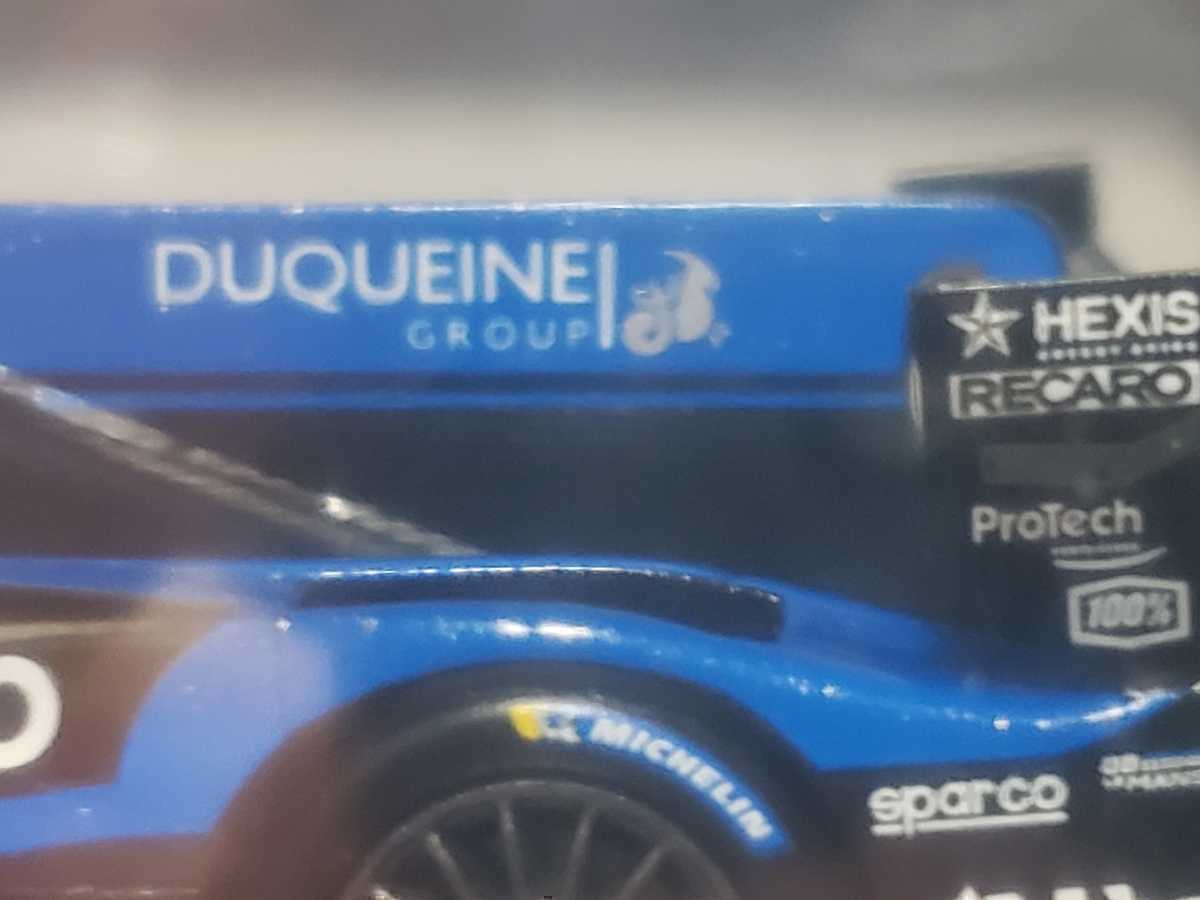 DUQUEINE
GROUP
HEXIS
RECARO
ProTech
100%
MICHELIN
sparco